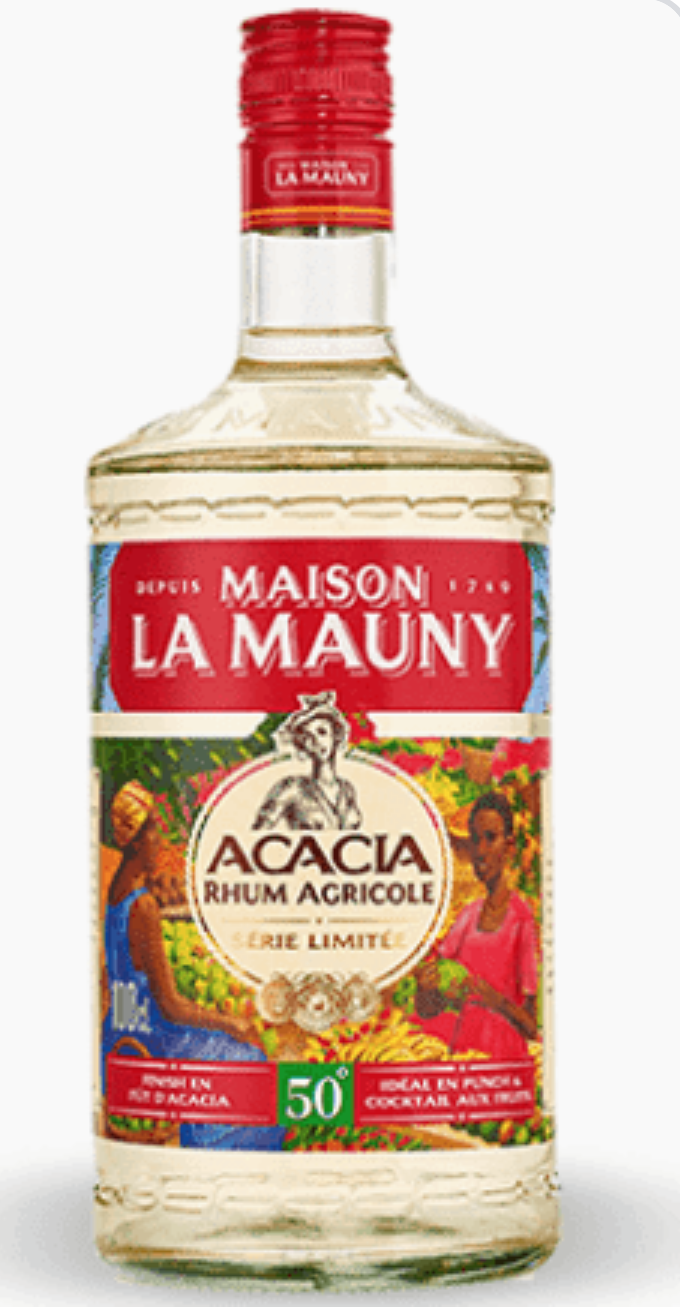 MAISON
LA MAUNY
DEPUIS MAISON 1749
LA MAUNY
ACACIA
RHUM AGRICOLE
SÉRIE LIMITÉE
100cl
FINISH EN
FÛT D'ACACIA
50°
IDÉAL EN PUNCH &
COCKTAIL AUX FRUITS